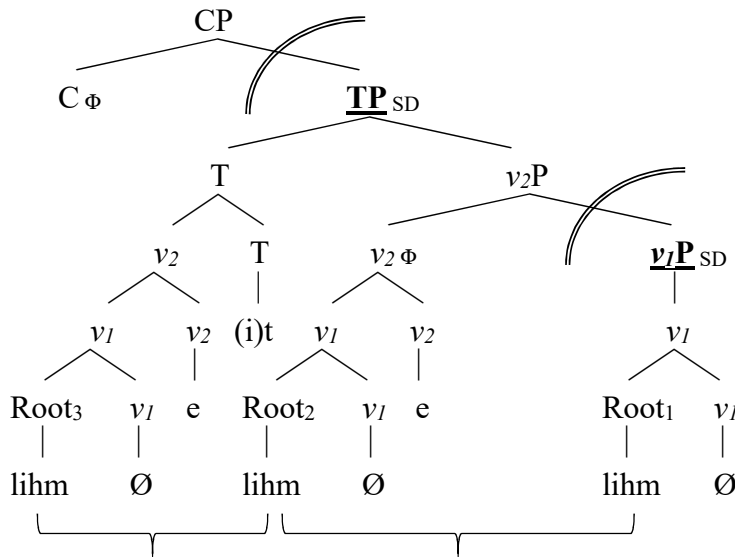 CP
C Φ TP SD
T v2P
v2 T v2 Φ v1P SD
v1 v2 (i)t v1 v2 v1
Root3 v1 e Root2 v1 e Root1 v1
lihm Ø lihm Ø lihm Ø